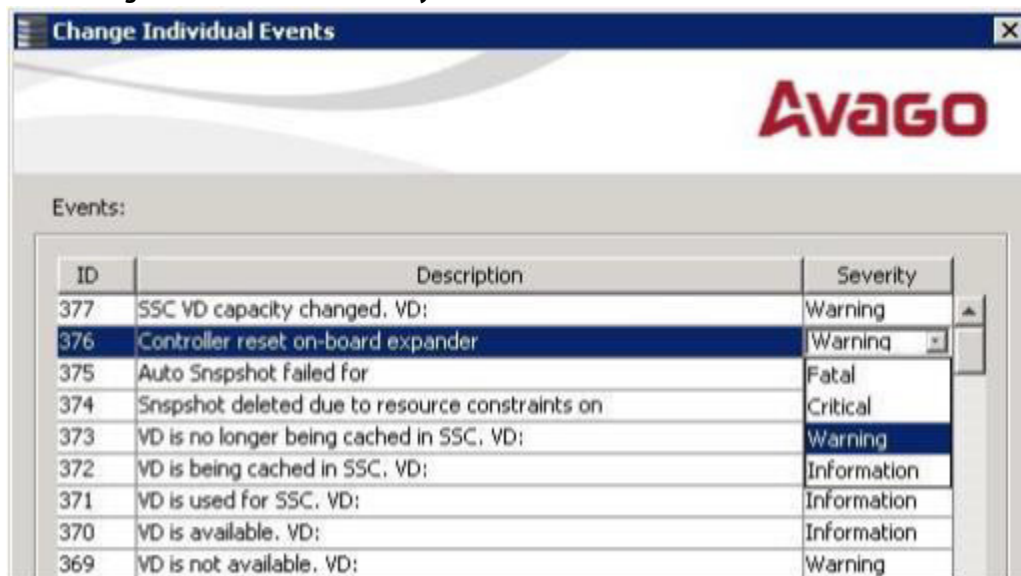 Change Individual Events
Avago
Events:
ID Description Severity
377 SSC VD capacity changed. VD: Warning
376 Controller reset on-board expander Warning
375 Auto Snspshot failed for Fatal
374 Snspshot deleted due to resource constraints on Critical
373 VD is no longer being cached in SSC. VD: Warning
372 VD is being cached in SSC. VD: Information
371 VD is used for SSC. VD: Information
370 VD is available. VD: Information
369 VD is not available. VD: Warning